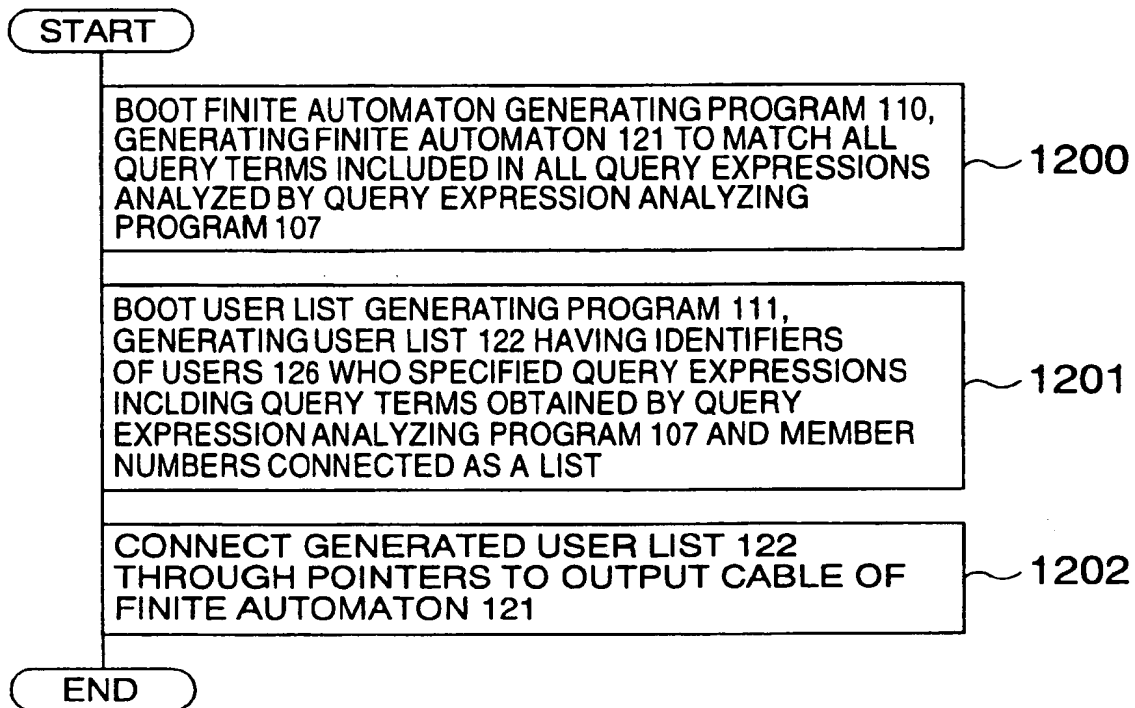 START
BOOT FINITE AUTOMATON GENERATING PROGRAM 110,
GENERATING FINITE AUTOMATON 121 TO MATCH ALL
QUERY TERMS INCLUDED IN ALL QUERY EXPRESSIONS
ANALYZED BY QUERY EXPRESSION ANALYZING
PROGRAM 107
1200
BOOT USER LIST GENERATING PROGRAM 111,
GENERATING USER LIST 122 HAVING IDENTIFIERS
OF USERS 126 WHO SPECIFIED QUERY EXPRESSIONS
INCLDING QUERY TERMS OBTAINED BY QUERY
EXPRESSION ANALYZING PROGRAM 107 AND MEMBER
NUMBERS CONNECTED AS A LIST
1201
CONNECT GENERATED USER LIST 122
THROUGH POINTERS TO OUTPUT CABLE OF
FINITE AUTOMATON 121
1202
END